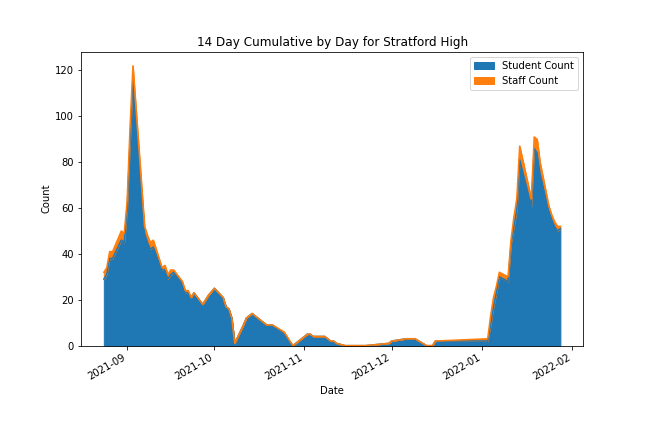 14 Day Cumulative by Day for Stratford High
Student Count
Staff Count
120
100
80
60
40
20
0
Count
2021-09
2021-10
2021-11
2021-12
2022-01
2022-02
Date